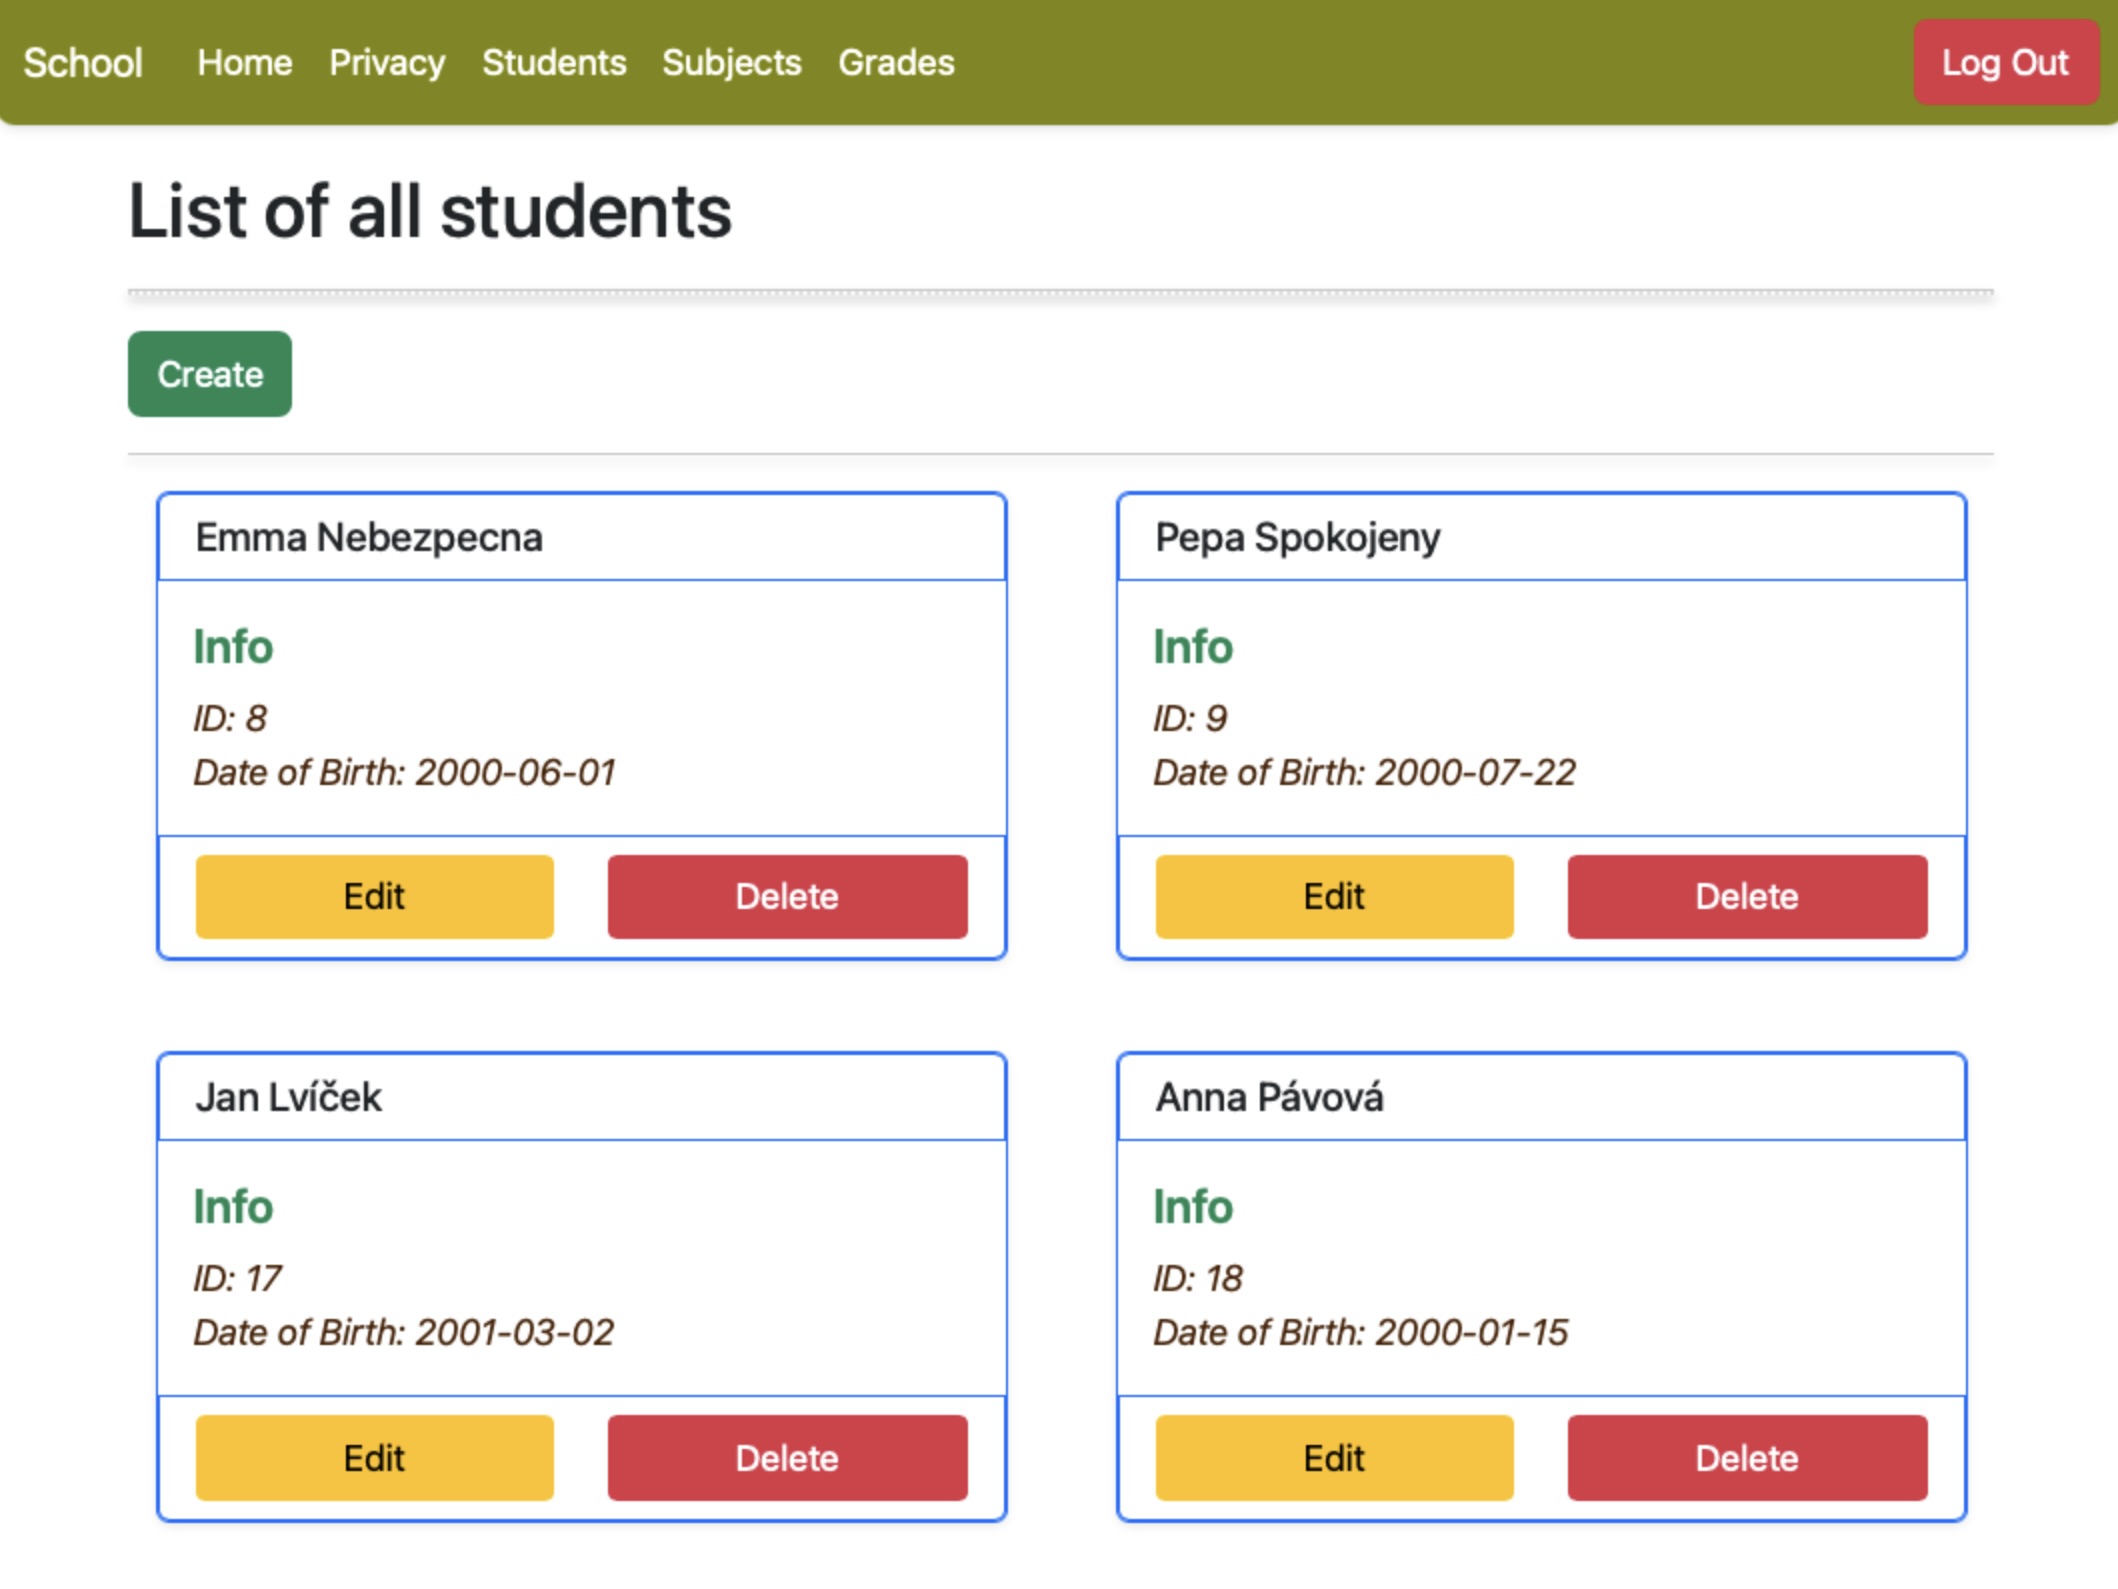 School Home Privacy Students Subjects Grades Log Out
List of all students
Create
Emma Nebezpecna
Info
ID: 8
Date of Birth: 2000-06-01
Edit Delete
Pepa Spokojeny
Info
ID: 9
Date of Birth: 2000-07-22
Edit Delete
Jan Lvíček
Info
ID: 17
Date of Birth: 2001-03-02
Edit Delete
Anna Pávová
Info
ID: 18
Date of Birth: 2000-01-15
Edit Delete